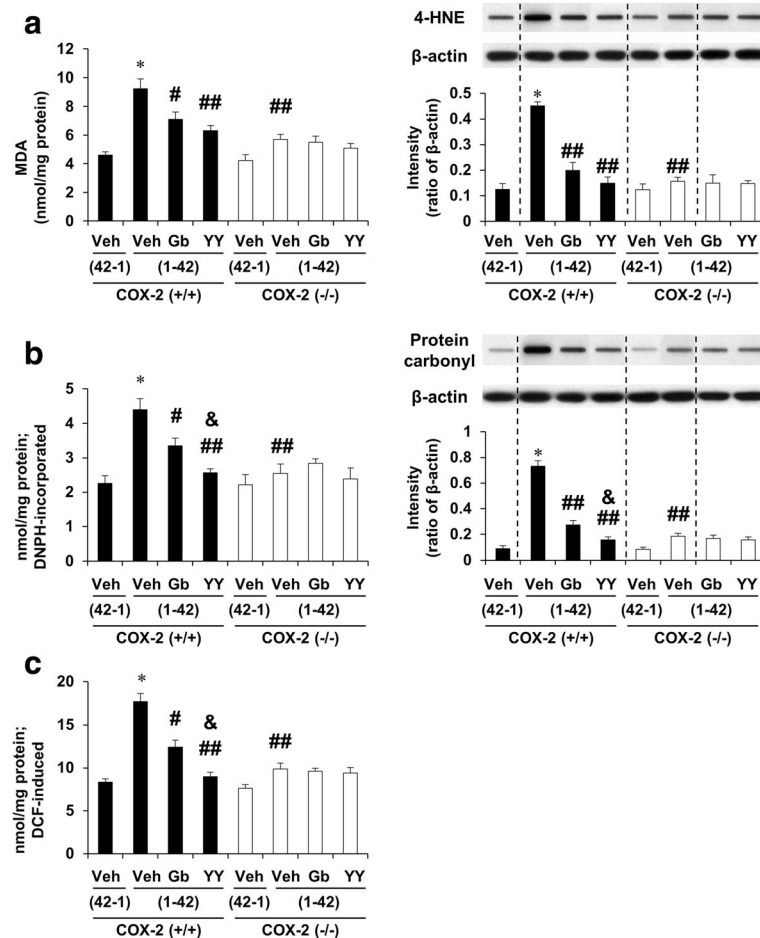 a
12
10
8
6
4
2
0
MDA
(nmol/mg protein)
*
#
##
##
Veh Veh Gb YY Veh Veh Gb YY
(42-1) (1-42) (42-1) (1-42)
COX-2 (+/+) COX-2 (-/-)
4-HNE
β-actin
0.5
0.4
0.3
0.2
0.1
0
Intensity
(ratio of β-actin)
*
##
##
##
Veh Veh Gb YY Veh Veh Gb YY
(42-1) (1-42) (42-1) (1-42)
COX-2 (+/+) COX-2 (-/-)
b
5
4
3
2
1
0
nmol/mg protein;
DNPH-incorporated
*
#
&
##
##
Veh Veh Gb YY Veh Veh Gb YY
(42-1) (1-42) (42-1) (1-42)
COX-2 (+/+) COX-2 (-/-)
Protein
carbonyl
β-actin
1
0.8
0.6
0.4
0.2
0
Intensity
(ratio of β-actin)
*
##
&
##
##
Veh Veh Gb YY Veh Veh Gb YY
(42-1) (1-42) (42-1) (1-42)
COX-2 (+/+) COX-2 (-/-)
c
20
15
10
5
0
nmol/mg protein;
DCF-induced
*
#
&
##
##
Veh Veh Gb YY Veh Veh Gb YY
(42-1) (1-42) (42-1) (1-42)
COX-2 (+/+) COX-2 (-/-)